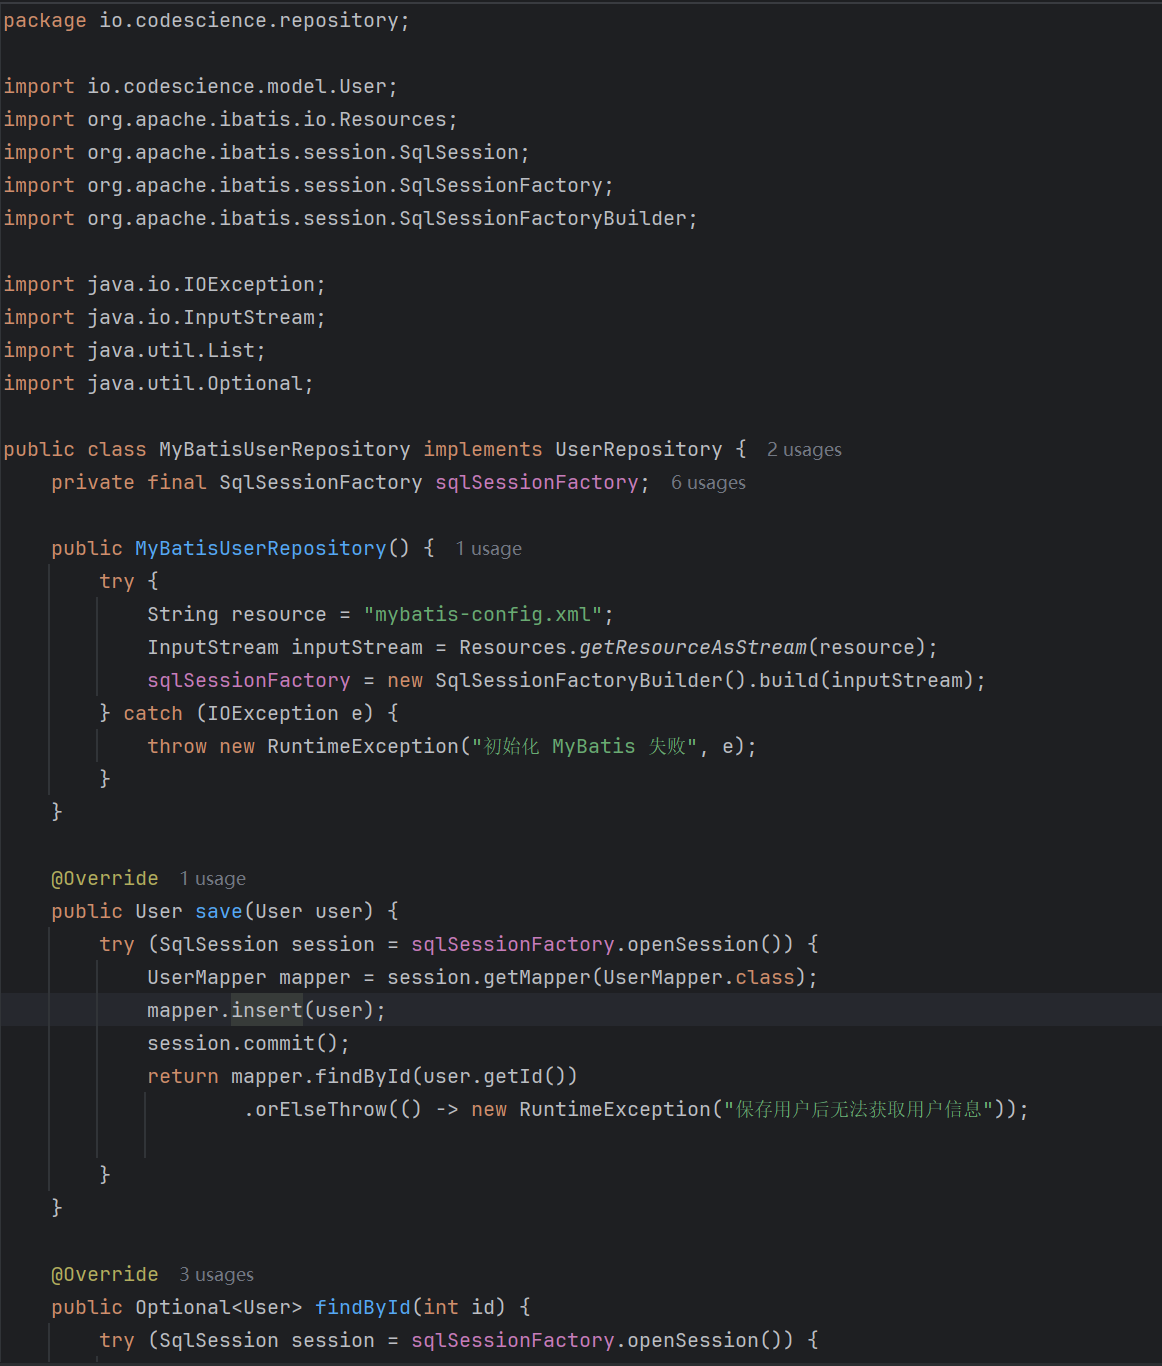 package io.codescience.repository;
import io.codescience.model.User;
import org.apache.ibatis.io.Resources;
import org.apache.ibatis.session.SqlSession;
import org.apache.ibatis.session.SqlSessionFactory;
import org.apache.ibatis.session.SqlSessionFactoryBuilder;
import java.io.IOException;
import java.io.InputStream;
import java.util.List;
import java.util.Optional;
public class MyBatisUserRepository implements UserRepository { 2 usages
private final SqlSessionFactory sqlSessionFactory; 6 usages
public MyBatisUserRepository() { 1 usage
try {
String resource = "mybatis-config.xml";
InputStream inputStream = Resources.getResourceAsStream(resource);
sqlSessionFactory = new SqlSessionFactoryBuilder().build(inputStream);
} catch (IOException e) {
throw new RuntimeException("初始化 MyBatis 失败", e);
}
}
@Override 1 usage
public User save(User user) {
try (SqlSession session = sqlSessionFactory.openSession()) {
UserMapper mapper = session.getMapper(UserMapper.class);
mapper.insert(user);
session.commit();
return mapper.findById(user.getId())
.orElseThrow(() -> new RuntimeException("保存用户后无法获取用户信息"));
}
}
@Override 3 usages
public Optional<User> findById(int id) {
try (SqlSession session = sqlSessionFactory.openSession()) {